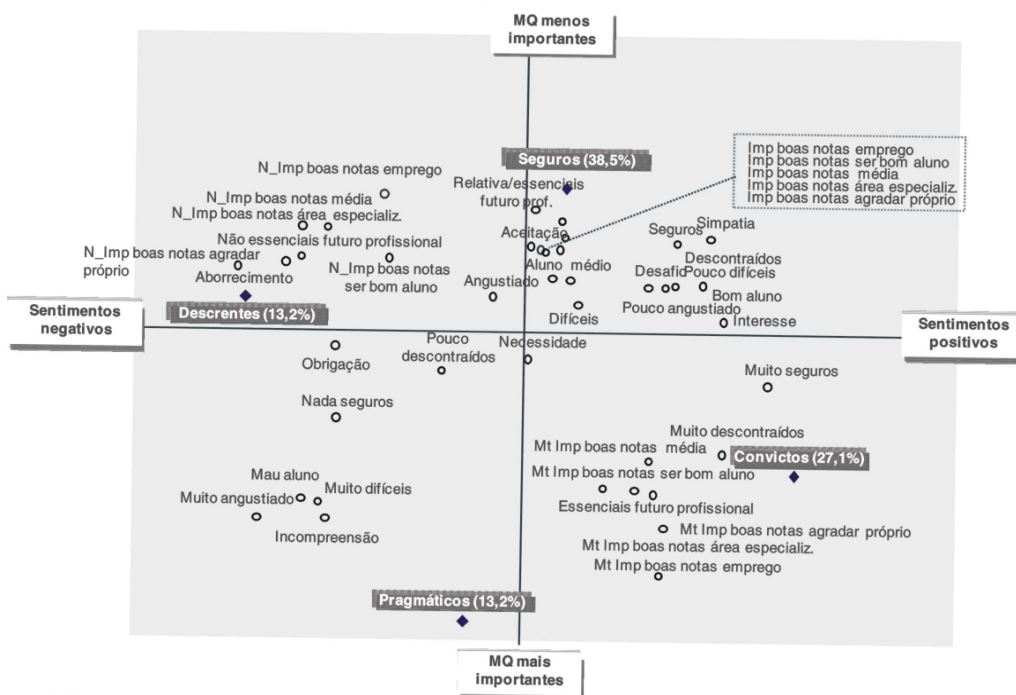 MQ menos
importantes
Imp boas notas emprego
Imp boas notas ser bom aluno
Imp boas notas média
Imp boas notas área especializ.
Imp boas notas agradar próprio
Seguros (38,5%)
N_Imp boas notas emprego
Relativa/essenciais
futuro prof.
N_Imp boas notas média
N_Imp boas notas área especializ.
Aceitação
Seguros
Simpatia
Não essenciais futuro profissional
N_Imp boas notas agradar
próprio
Aborrecimento
N_Imp boas notas
ser bom aluno
Angustiado
Aluno médio
Descontraídos
Desafio
Pouco difíceis
Bom aluno
Pouco angustiado
Difíceis
Interesse
Sentimentos
negativos
Descrentes (13,2%)
Sentimentos
positivos
Obrigação
Pouco
descontraídos
Necessidade
Muito seguros
Nada seguros
Muito descontraídos
Mt Imp boas notas média
Convictos (27,1%)
Mt Imp boas notas ser bom aluno
Mau aluno
Muito angustiado
Muito difíceis
Essenciais futuro profissional
Incompreensão
Mt Imp boas notas agradar próprio
Mt Imp boas notas área especializ.
Mt Imp boas notas emprego
Pragmáticos (13,2%)
MQ mais
importantes